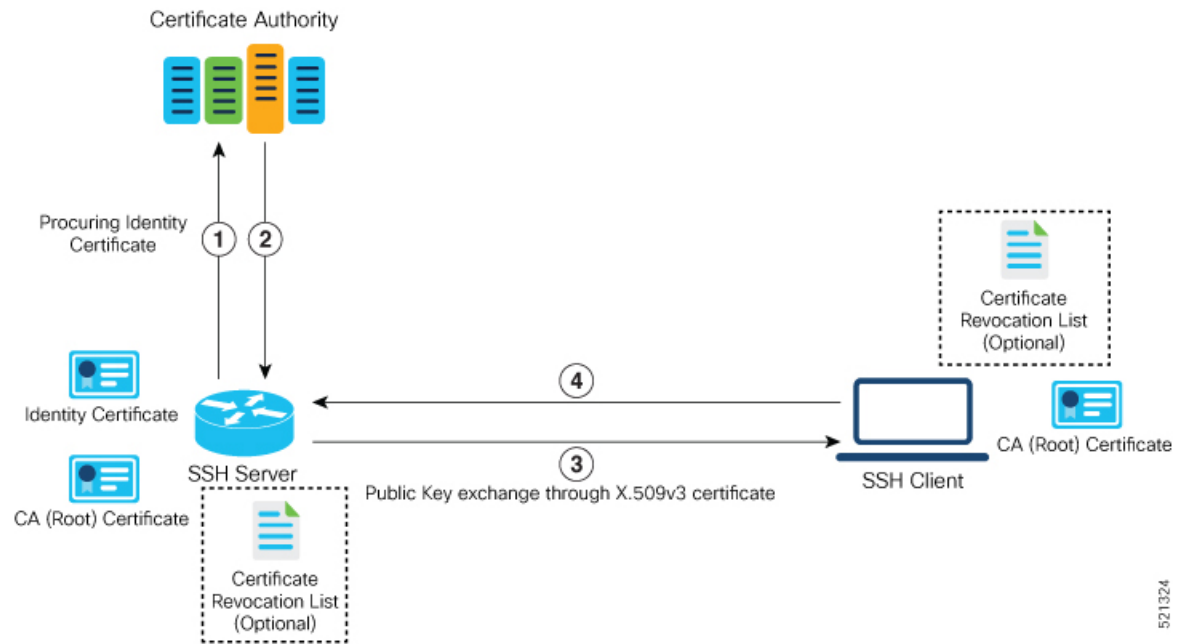 Certificate Authority
Procuring Identity
Certificate
1
2
Certificate
Revocation List
(Optional)
4
Identity Certificate
CA (Root) Certificate
SSH Server
3
SSH Client
Public Key exchange through X.509v3 certificate
CA (Root) Certificate
Certificate
Revocation List
(Optional)
521324